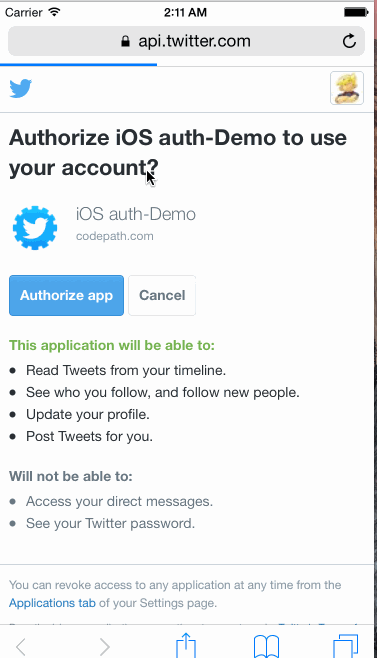 Carrier 2:11 AM
api.twitter.com
Authorize iOS auth-Demo to use
your account?
iOS auth-Demo
codepath.com
Authorize app Cancel
This application will be able to:
• Read Tweets from your timeline.
• See who you follow, and follow new people.
• Update your profile.
• Post Tweets for you.
Will not be able to:
• Access your direct messages.
• See your Twitter password.
You can revoke access to any application at any time from the
Applications tab of your Settings page.